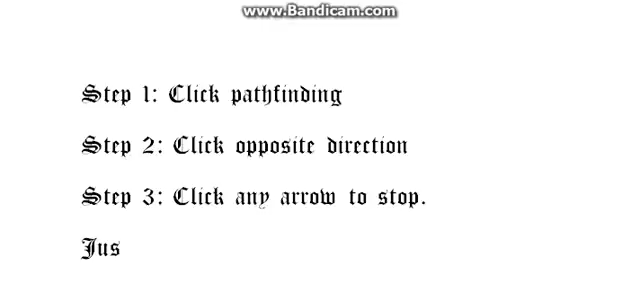 www.Bandicam.com
Step 1: Click pathfinding
Step 2: Click opposite direction
Step 3: Click any arrow to stop.
Jus